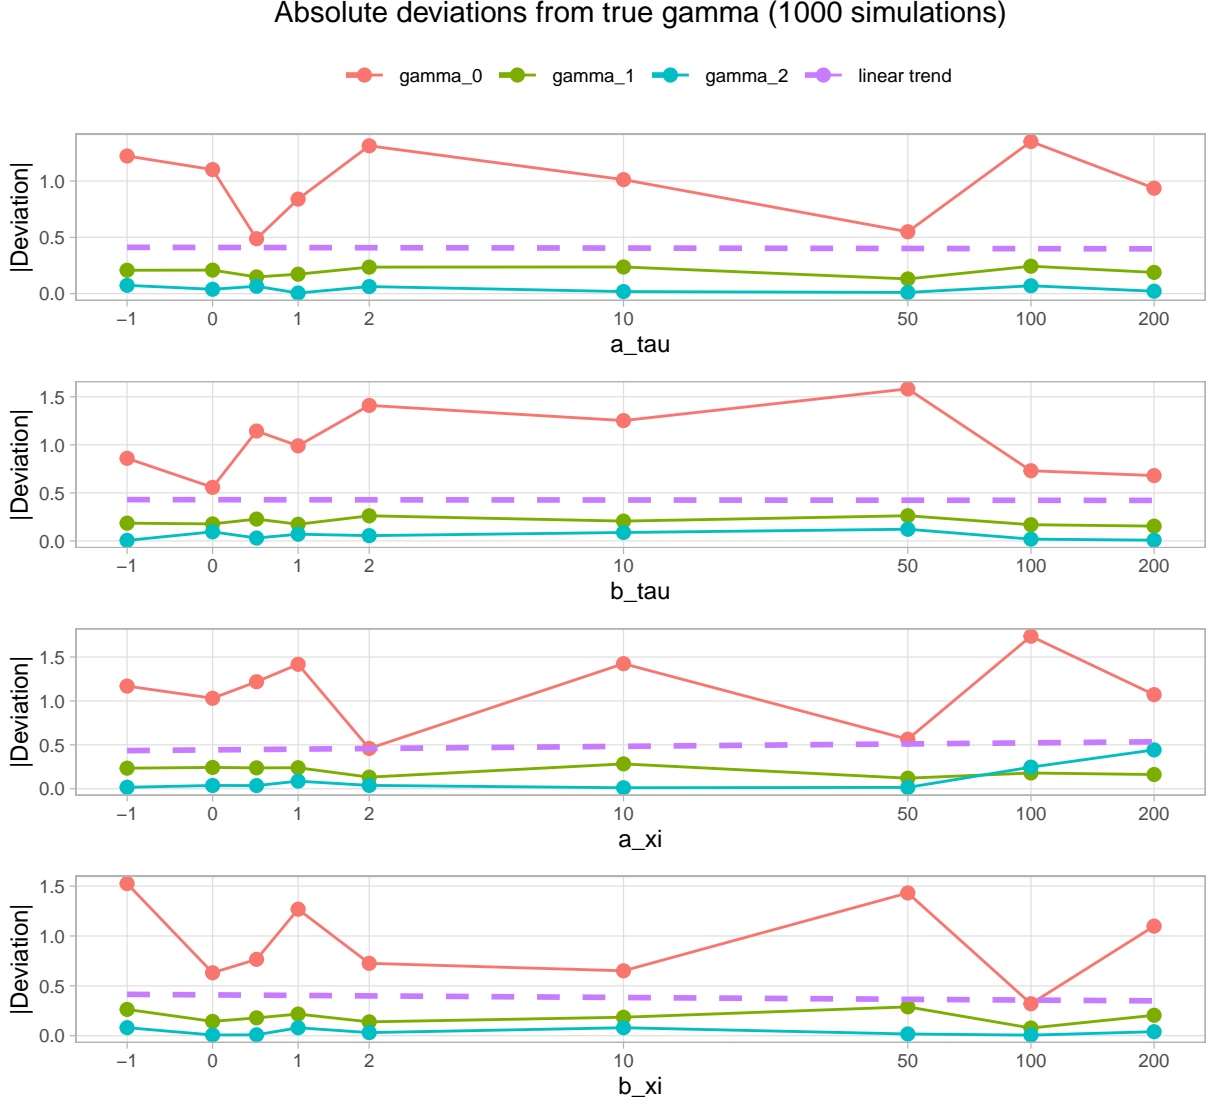 Absolute deviations from true gamma (1000 simulations)
gamma_0 gamma_1 gamma_2 linear trend
|Deviation|
1.0
0.5
0.0
−1 0 1 2 10 50 100 200
a_tau
|Deviation|
1.5
1.0
0.5
0.0
−1 0 1 2 10 50 100 200
b_tau
|Deviation|
1.5
1.0
0.5
0.0
−1 0 1 2 10 50 100 200
a_xi
|Deviation|
1.5
1.0
0.5
0.0
−1 0 1 2 10 50 100 200
b_xi